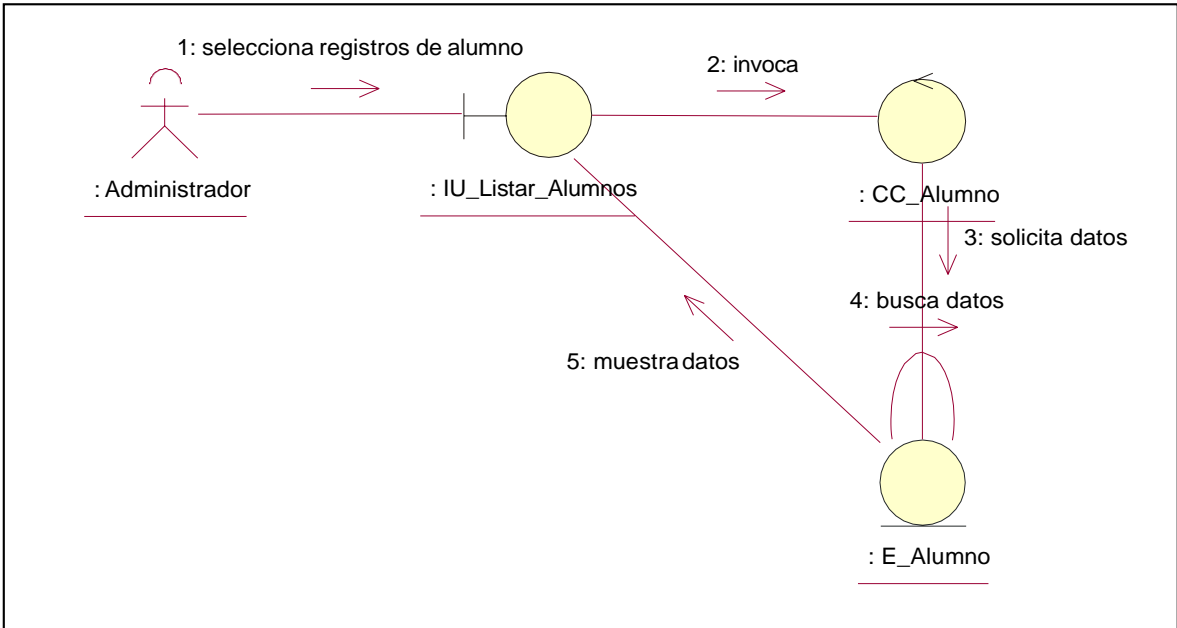 1: selecciona registros de alumno
2: invoca
: Administrador
: IU_Listar_Alumnos
: CC_Alumno
3: solicita datos
4: busca datos
5: muestra datos
: E_Alumno